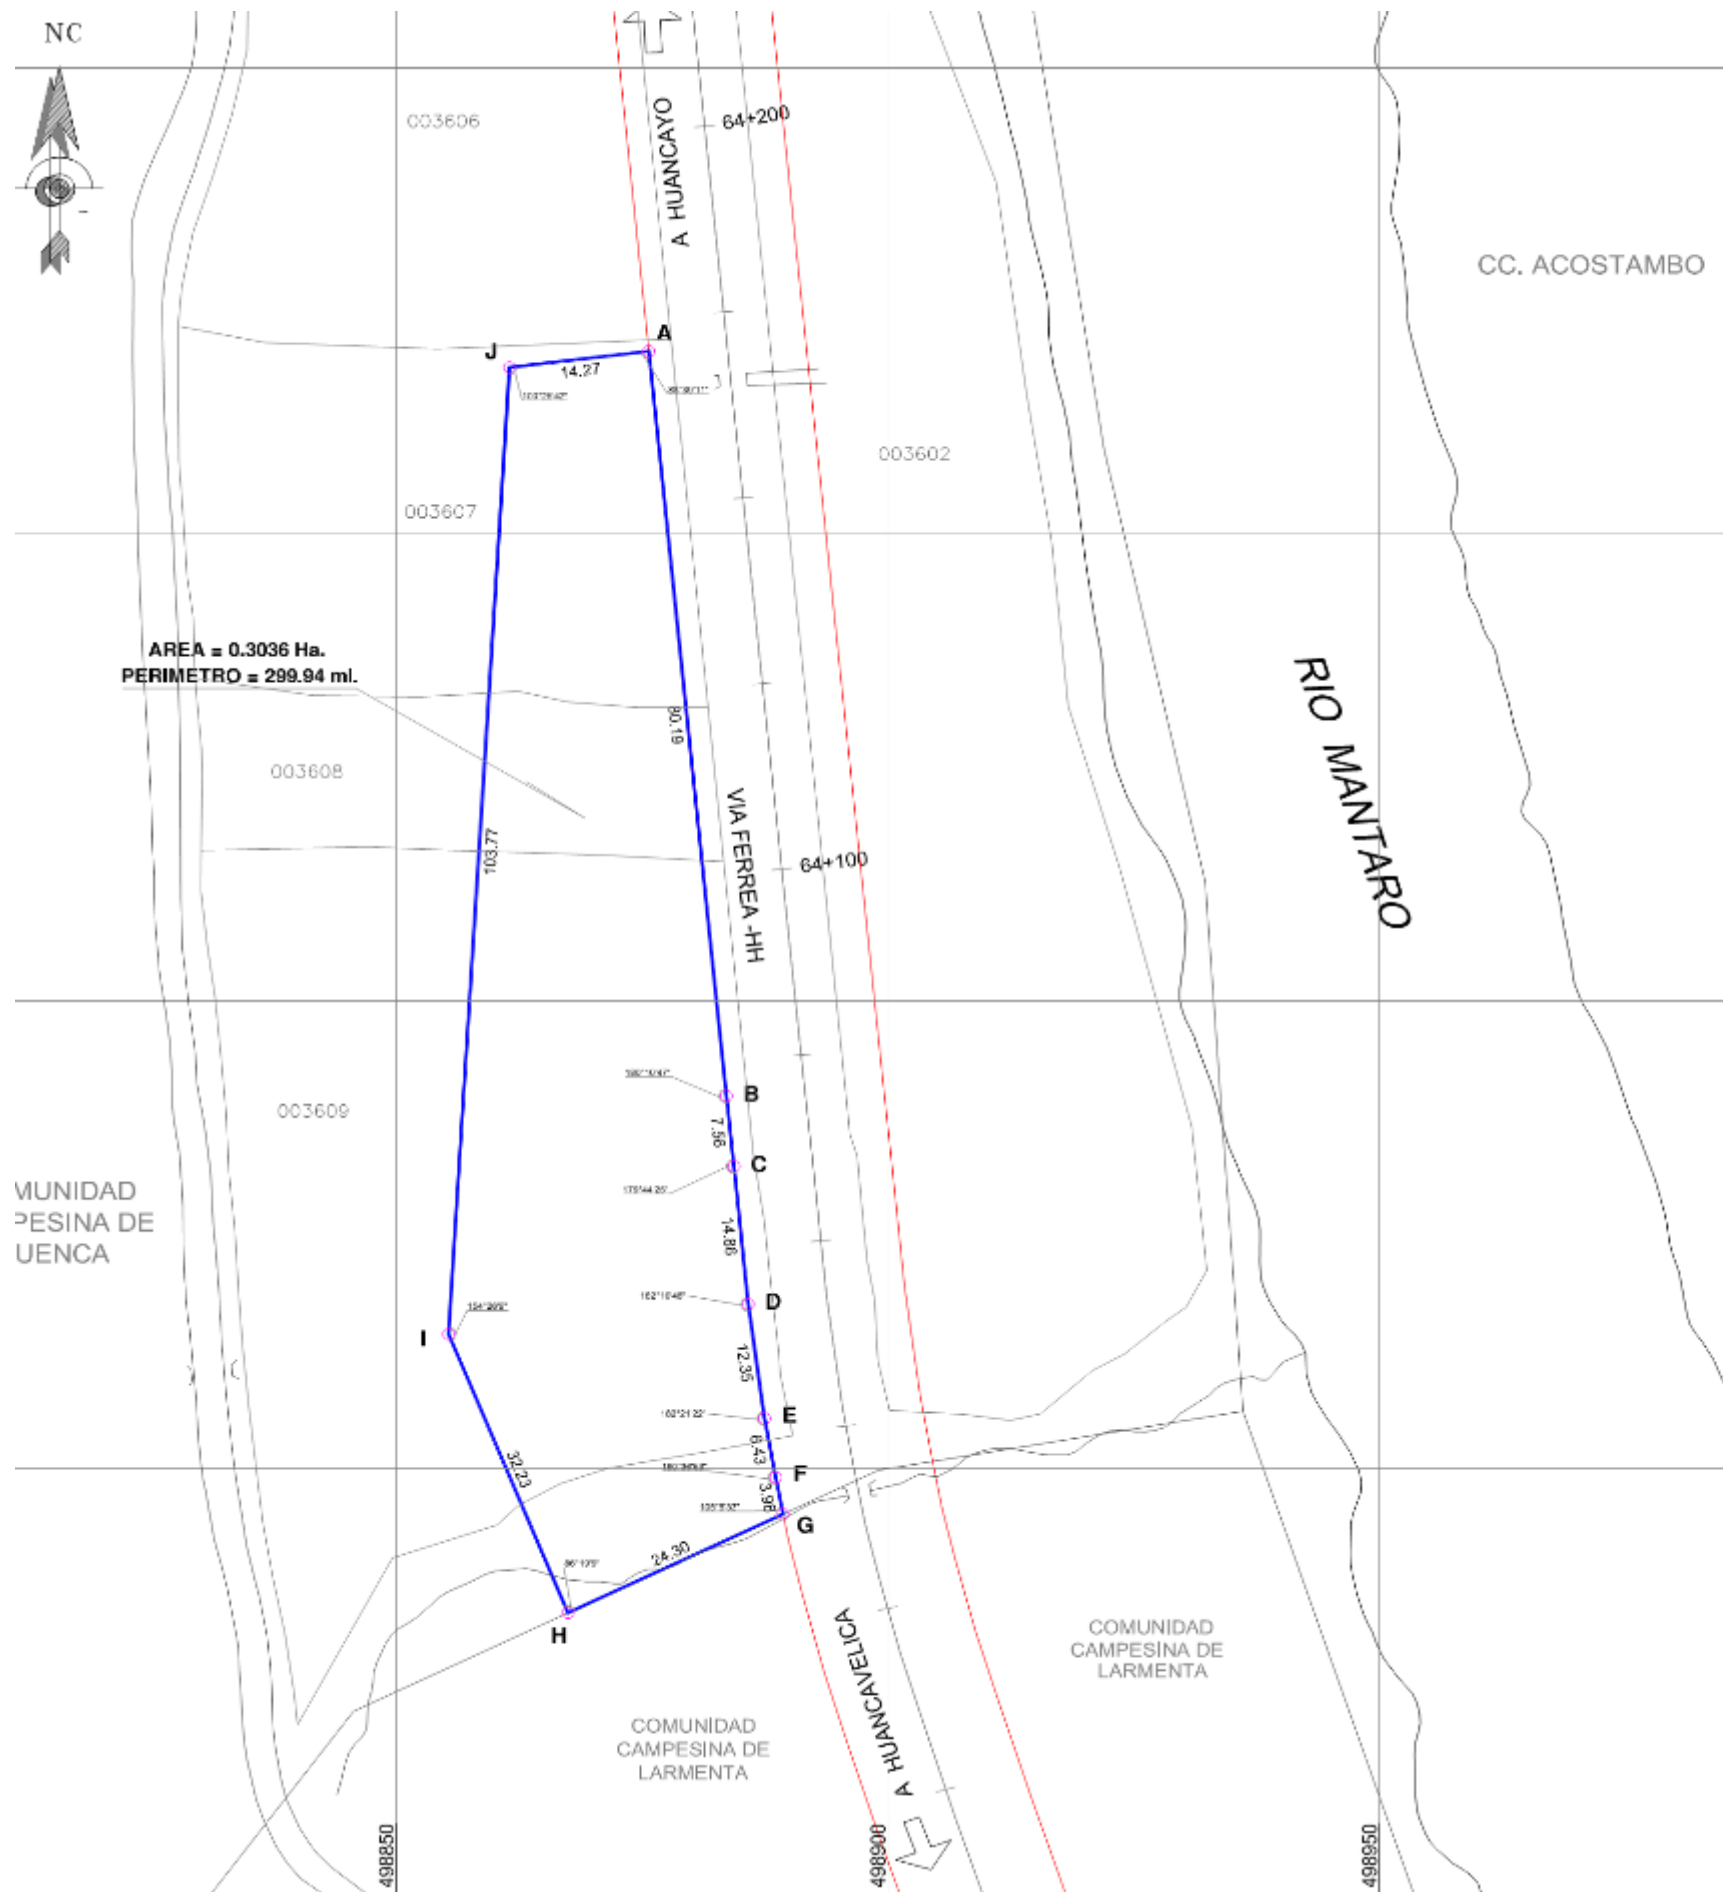 NC
003606
64+200
A HUANCAYO
CC. ACOSTAMBO
A
J
14.27
003602
003607
AREA = 0.3036 Ha.
PERIMETRO = 299.94 ml.
80.19
RIO MANTARO
003608
103.77
VIA FERREA -HH
64+100
B
003609
7.56
C
MUNIDAD
PESINA DE
UENCA
14.86
D
I
12.35
E
6.43
F
32.23
3.98
G
24.30
H
A HUANCAVELICA
COMUNIDAD
CAMPESINA DE
LARMENTA
COMUNIDAD
CAMPESINA DE
LARMENTA
498850
498900
498950